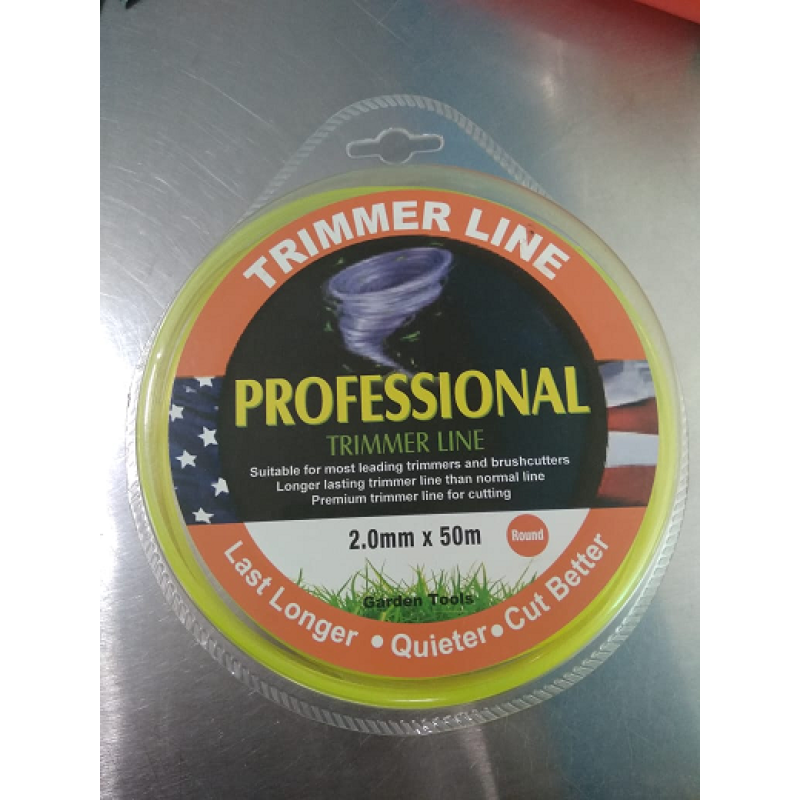 TRIMMER LINE
PROFESSIONAL
TRIMMER LINE
Suitable for most leading trimmers and brushcutters
Longer lasting trimmer line than normal line
Premium trimmer line for cutting
2.0mm x 50m
Round
Garden Tools
Last Longer • Quieter • Cut Better